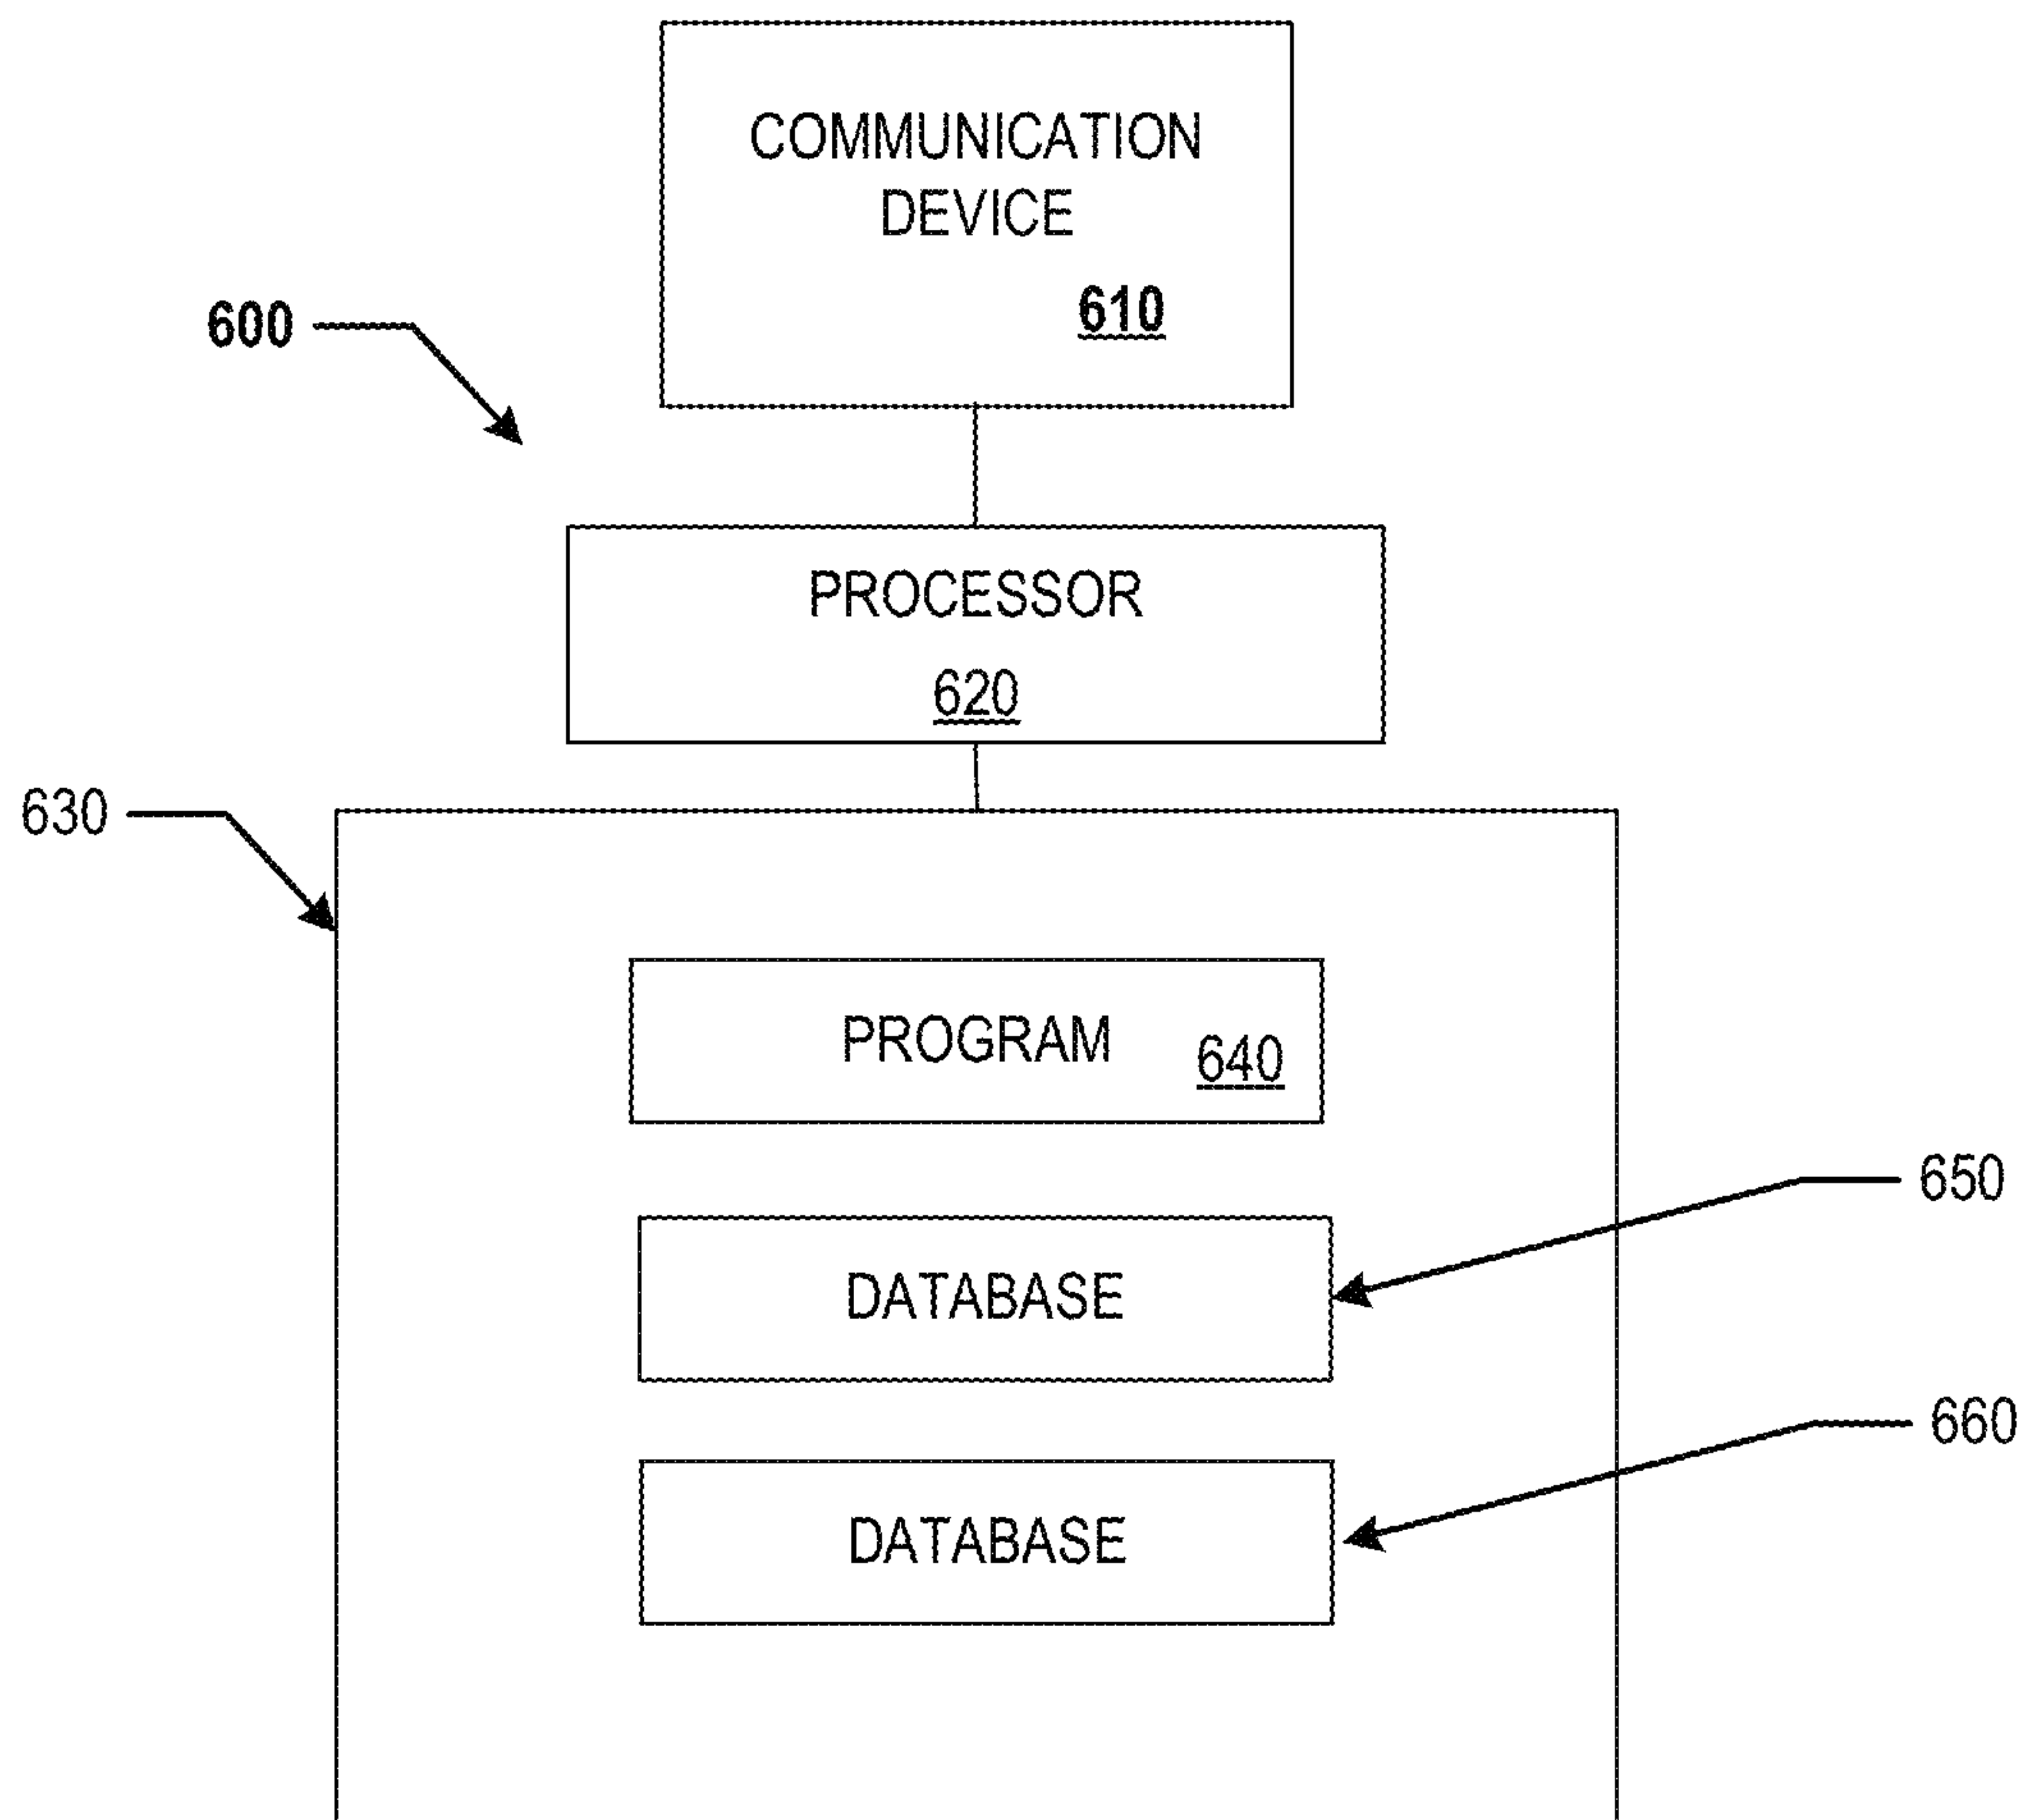 COMMUNICATION
DEVICE
610
600
PROCESSOR
620
630
PROGRAM 640
650
DATABASE
660
DATABASE